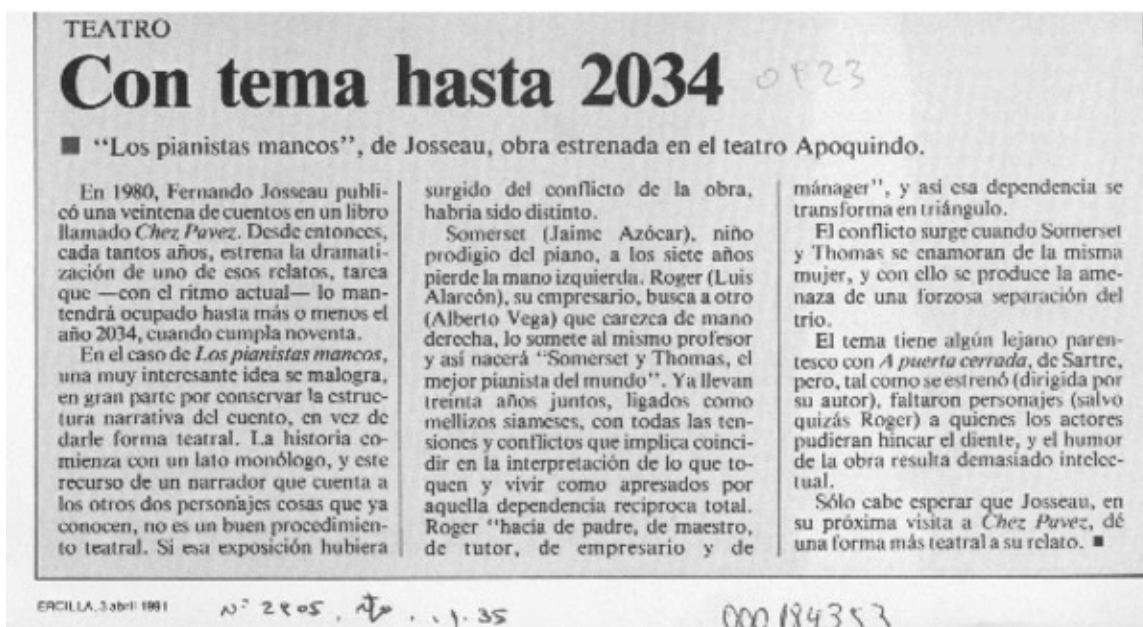 TEATRO
Con tema hasta 2034
■ “Los pianistas mancos”, de Josseau, obra estrenada en el teatro Apoquindo.
En 1980, Fernando Josseau publi-
có una veintena de cuentos en un libro
llamado Chez Pavez. Desde entonces,
cada tantos años, estrena la dramati-
zación de uno de esos relatos, tarea
que —con el ritmo actual— lo man-
tendrá ocupado hasta más o menos el
año 2034, cuando cumpla noventa.
En el caso de Los pianistas mancos,
una muy interesante idea se malogra,
en gran parte por conservar la estruc-
tura narrativa del cuento, en vez de
darle forma teatral. La historia co-
mienza con un lato monólogo, y este
recurso de un narrador que cuenta a
los otros dos personajes cosas que ya
conocen, no es un buen procedimien-
to teatral. Si esa exposición hubiera
surgido del conflicto de la obra,
habría sido distinto.
Somerset (Jaime Azócar), niño
prodigio del piano, a los siete años
pierde la mano izquierda. Roger (Luis
Alarcón), su empresario, busca a otro
(Alberto Vega) que carezca de mano
derecha, lo somete al mismo profesor
y así nacerá “Somerset y Thomas, el
mejor pianista del mundo”. Ya llevan
treinta años juntos, ligados como
mellizos siameses, con todas las ten-
siones y conflictos que implica coinci-
dir en la interpretación de lo que to-
quen y vivir como apresados por
aquella dependencia recíproca total.
Roger “hacía de padre, de maestro,
de tutor, de empresario y de
mánager”, y así esa dependencia se
transforma en triángulo.
El conflicto surge cuando Somerset
y Thomas se enamoran de la misma
mujer, y con ello se produce la ame-
naza de una forzosa separación del
trío.
El tema tiene algún lejano paren-
tesco con A puerta cerrada, de Sartre,
pero, tal como se estrenó (dirigida por
su autor), faltaron personajes (salvo
quizás Roger) a quienes los actores
pudieran hincar el diente, y el humor
de la obra resulta demasiado intelec-
tual.
Sólo cabe esperar que Josseau, en
su próxima visita a Chez Pavez, dé
una forma más teatral a su relato. ■
ERCILLA, 3 abril 1991
35
000184353